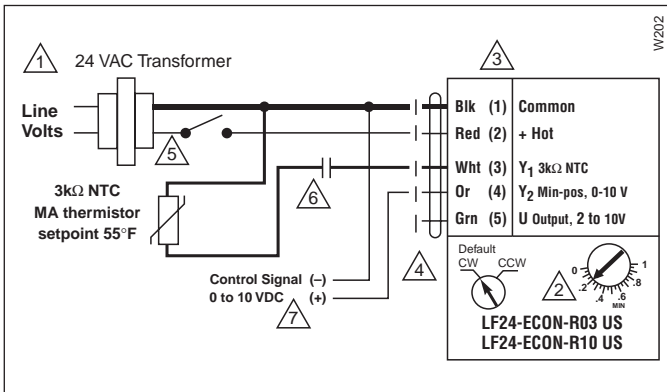 W202
1
24 VAC Transformer
3
Line
Volts
Blk (1) Common
Red (2) + Hot
5
Wht (3) Y1 3kΩ NTC
6
Or (4) Y2 Min-pos, 0-10 V
3kΩ NTC
MA thermistor
setpoint 55°F
Grn (5) U Output, 2 to 10V
4
Default
CW CCW
2
0 .2 .4 .6 .8 1
MIN
Control Signal (–)
0 to 10 VDC (+)
7
LF24-ECON-R03 US
LF24-ECON-R10 US